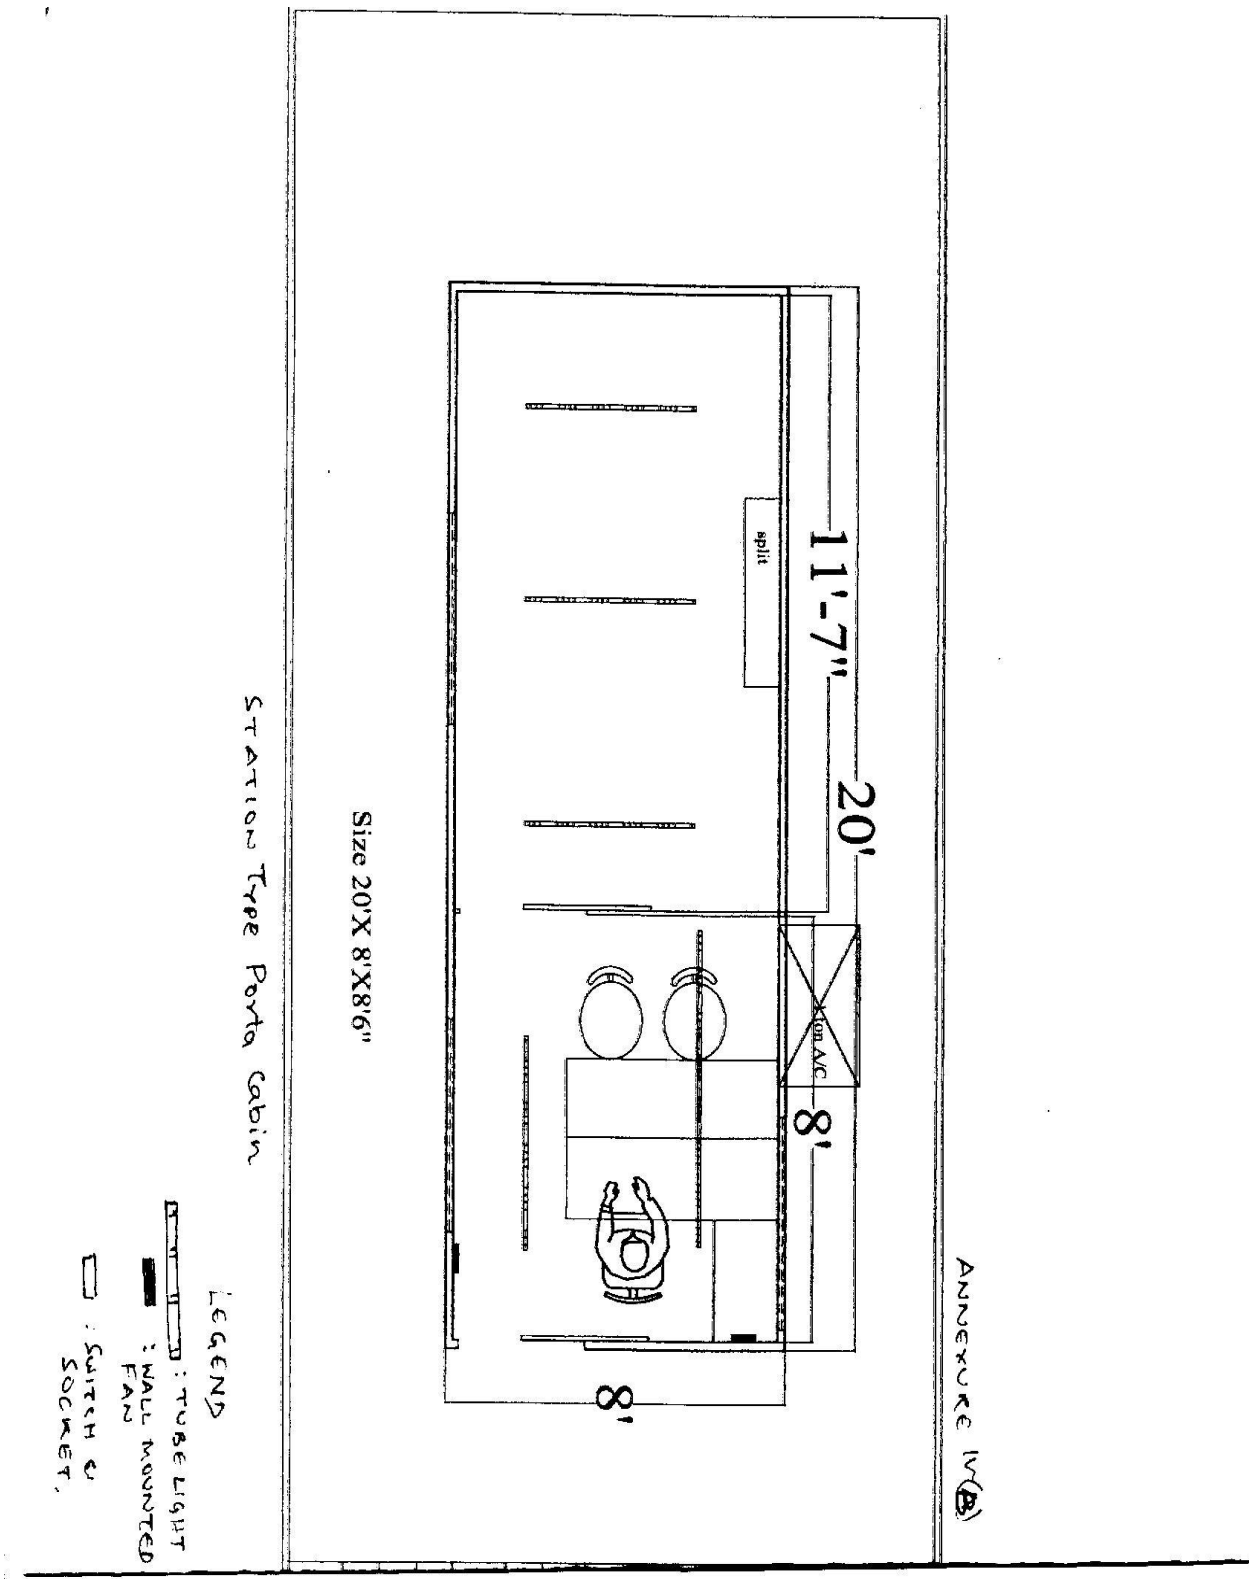 ANNEXURE IV(B)
20'
11'-7"
8'
split
ton A/C
8'
Size 20'X 8'X8'6"
STATION TYPE Porta Cabin
LEGEND
: TUBE LIGHT
: WALL MOUNTED
FAN
: SWITCH &
SOCKET.